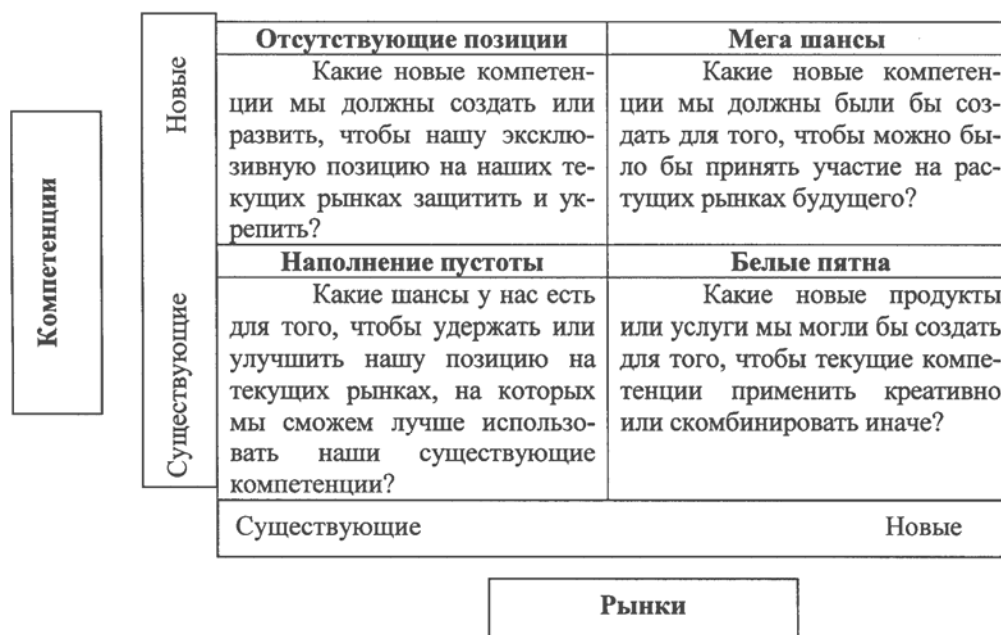 Компетенции
Новые
Существующие
Отсутствующие позиции
Какие новые компетен-
ции мы должны создать или
развить, чтобы нашу эксклю-
зивную позицию на наших те-
кущих рынках защитить и ук-
репить?
Мега шансы
Какие новые компетен-
ции мы должны были бы соз-
дать для того, чтобы можно бы-
ло бы принять участие на рас-
тущих рынках будущего?
Наполнение пустоты
Какие шансы у нас есть
для того, чтобы удержать или
улучшить нашу позицию на
текущих рынках, на которых
мы сможем лучше использо-
вать наши существующие
компетенции?
Белые пятна
Какие новые продукты
или услуги мы могли бы создать
для того, чтобы текущие компе-
тенции применить креативно
или скомбинировать иначе?
Существующие
Новые
Рынки